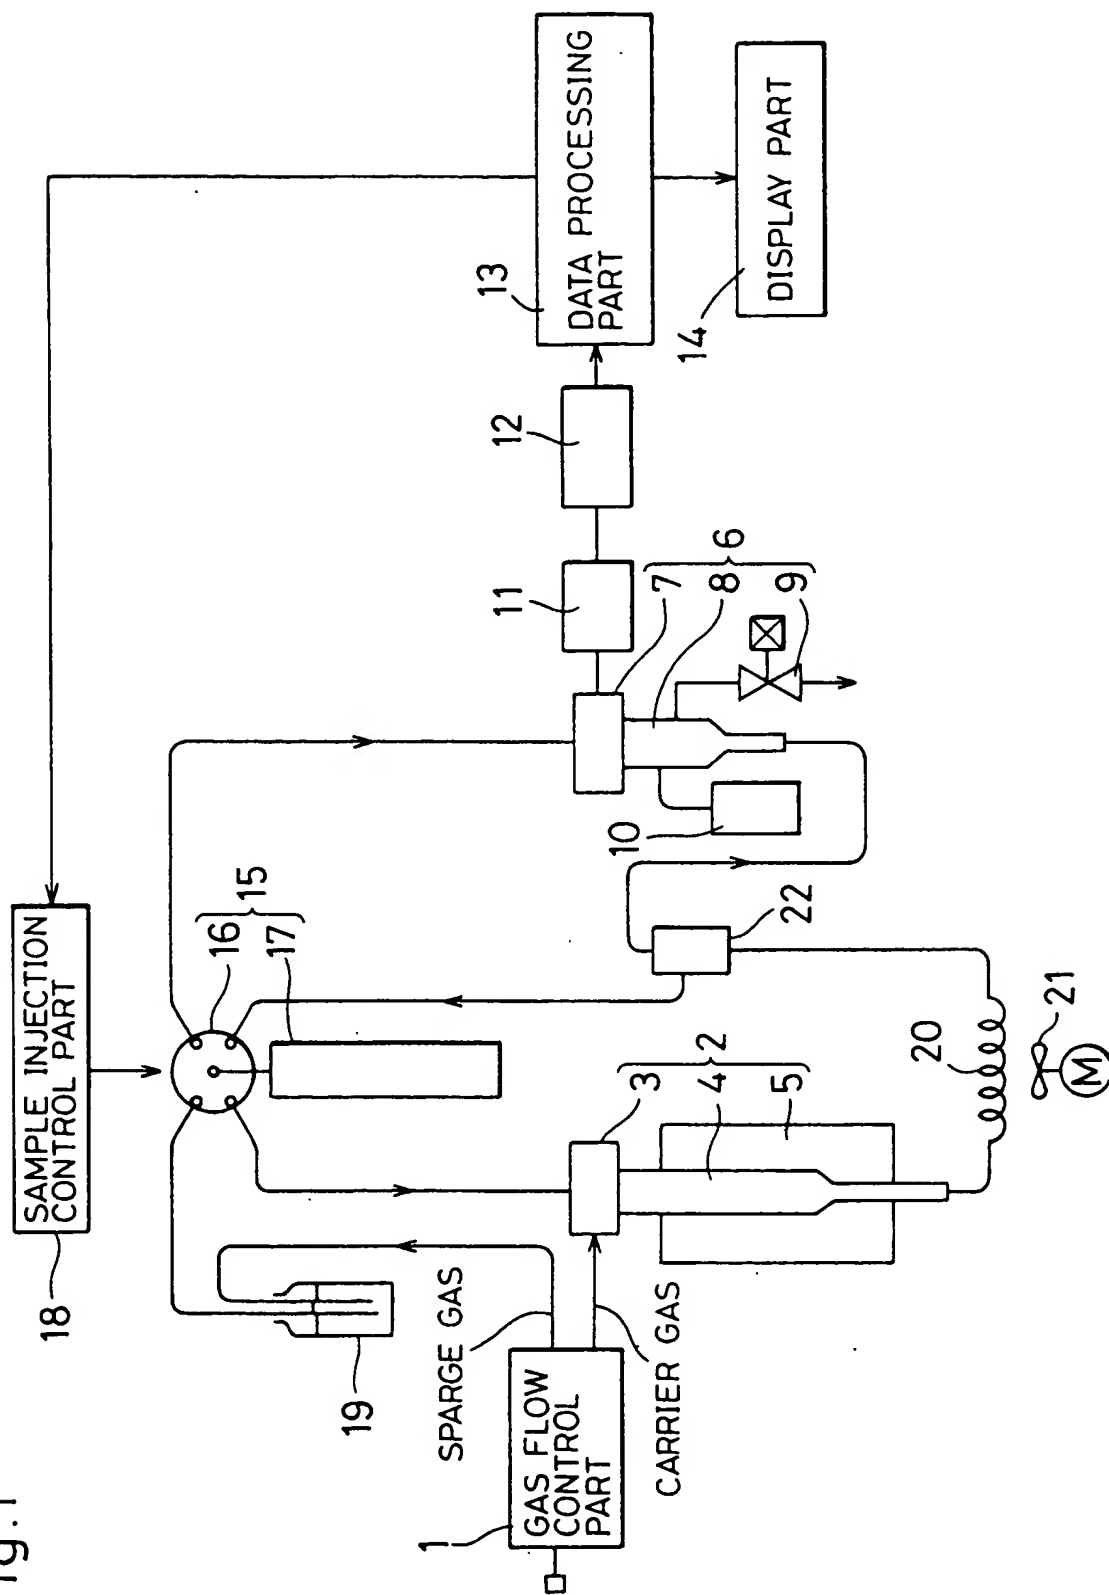 Fig.1
18
SAMPLE INJECTION
CONTROL PART
15
16
17
19
SPARGE GAS
1
GAS FLOW
CONTROL
PART
CARRIER GAS
2
3
4
5
20
21
M
22
10
6
7
8
9
11
12
13
DATA PROCESSING
PART
14
DISPLAY PART